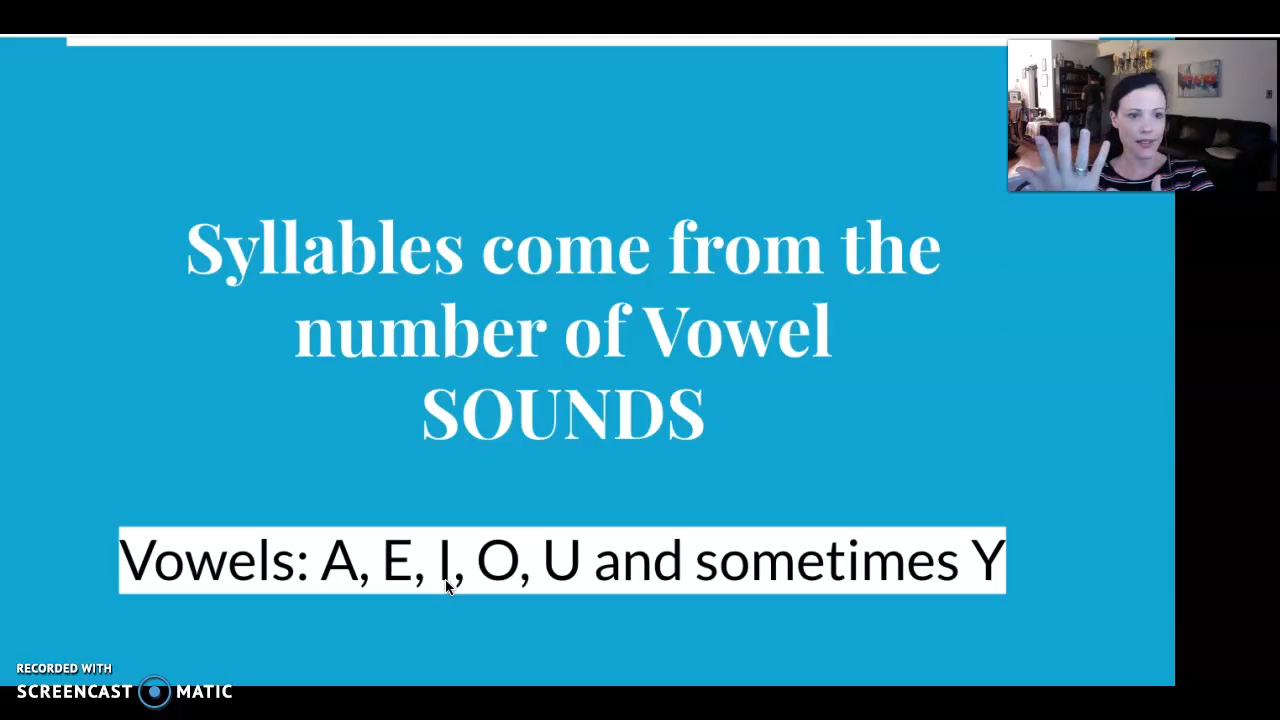 Syllables come from the
number of Vowel
SOUNDS
Vowels: A, E, I, O, U and sometimes Y
RECORDED WITH
SCREENCAST MATIC